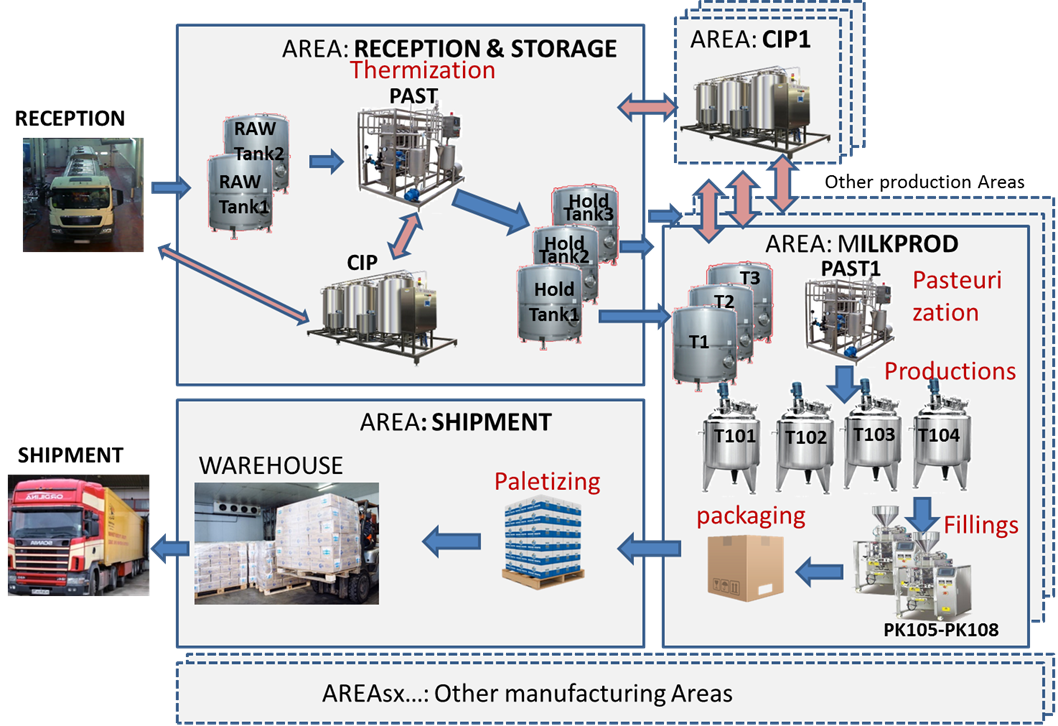 AREA: RECEPTION & STORAGE
Thermization
PAST
RECEPTION
RAW
Tank2
RAW
Tank1
CIP
Hold
Tank3
Hold
Tank2
Hold
Tank1
AREA: CIP1
Other production Areas
AREA: MILKPROD
PAST1
Pasteuri
zation
T3
T2
T1
Productions
T101
T102
T103
T104
Fillings
packaging
PK105-PK108
AREA: SHIPMENT
SHIPMENT
WAREHOUSE
Paletizing
AREAsx...: Other manufacturing Areas